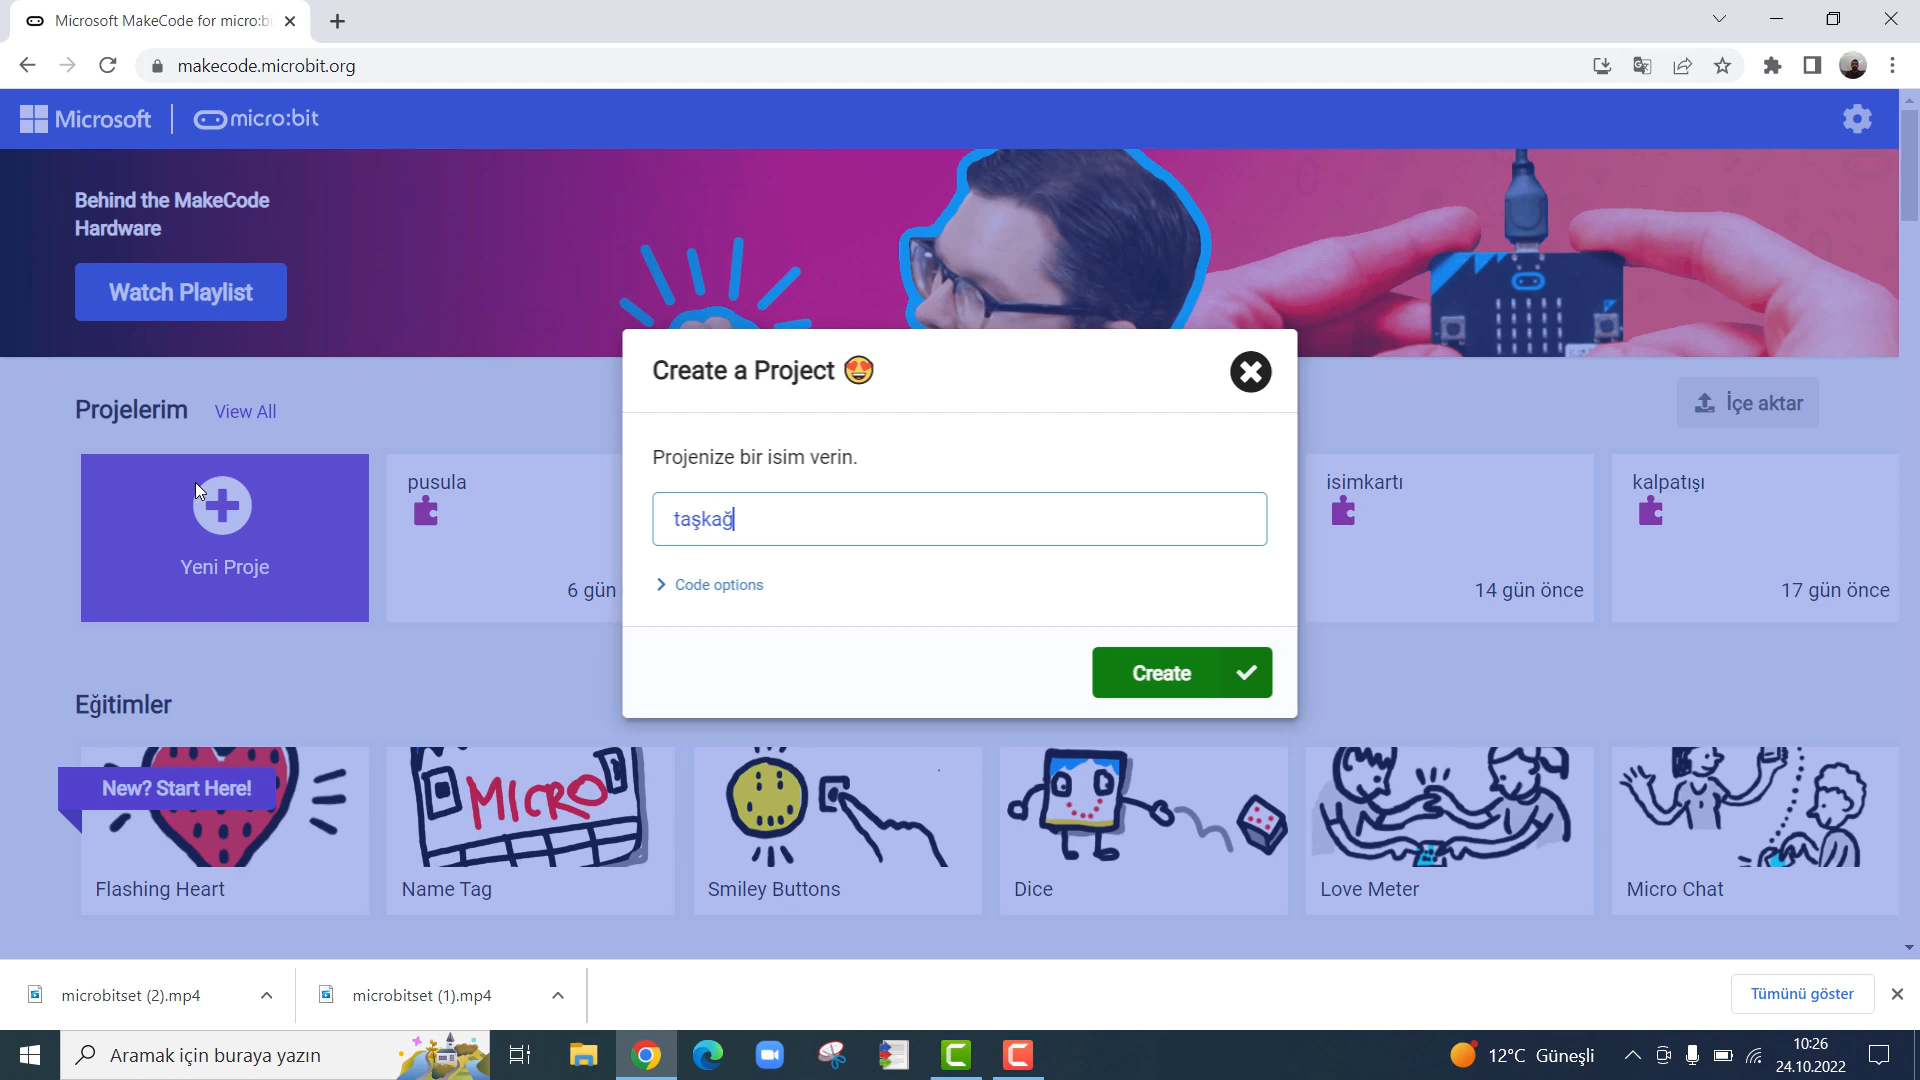 Microsoft MakeCode for micro:bi
makecode.microbit.org
Microsoft
micro:bit
Behind the MakeCode
Hardware
Watch Playlist
Create a Project
Projelerim
View All
İçe aktar
Projenize bir isim verin.
taşkağ
Code options
Create
Yeni Proje
pusula
6 gün
isimkartı
14 gün önce
kalpatışı
17 gün önce
Eğitimler
New? Start Here!
MICRO
Flashing Heart
Name Tag
Smiley Buttons
Dice
Love Meter
Micro Chat
microbitset (2).mp4
microbitset (1).mp4
Tümünü göster
Aramak için buraya yazın
12°C Güneşli
10:26
24.10.2022